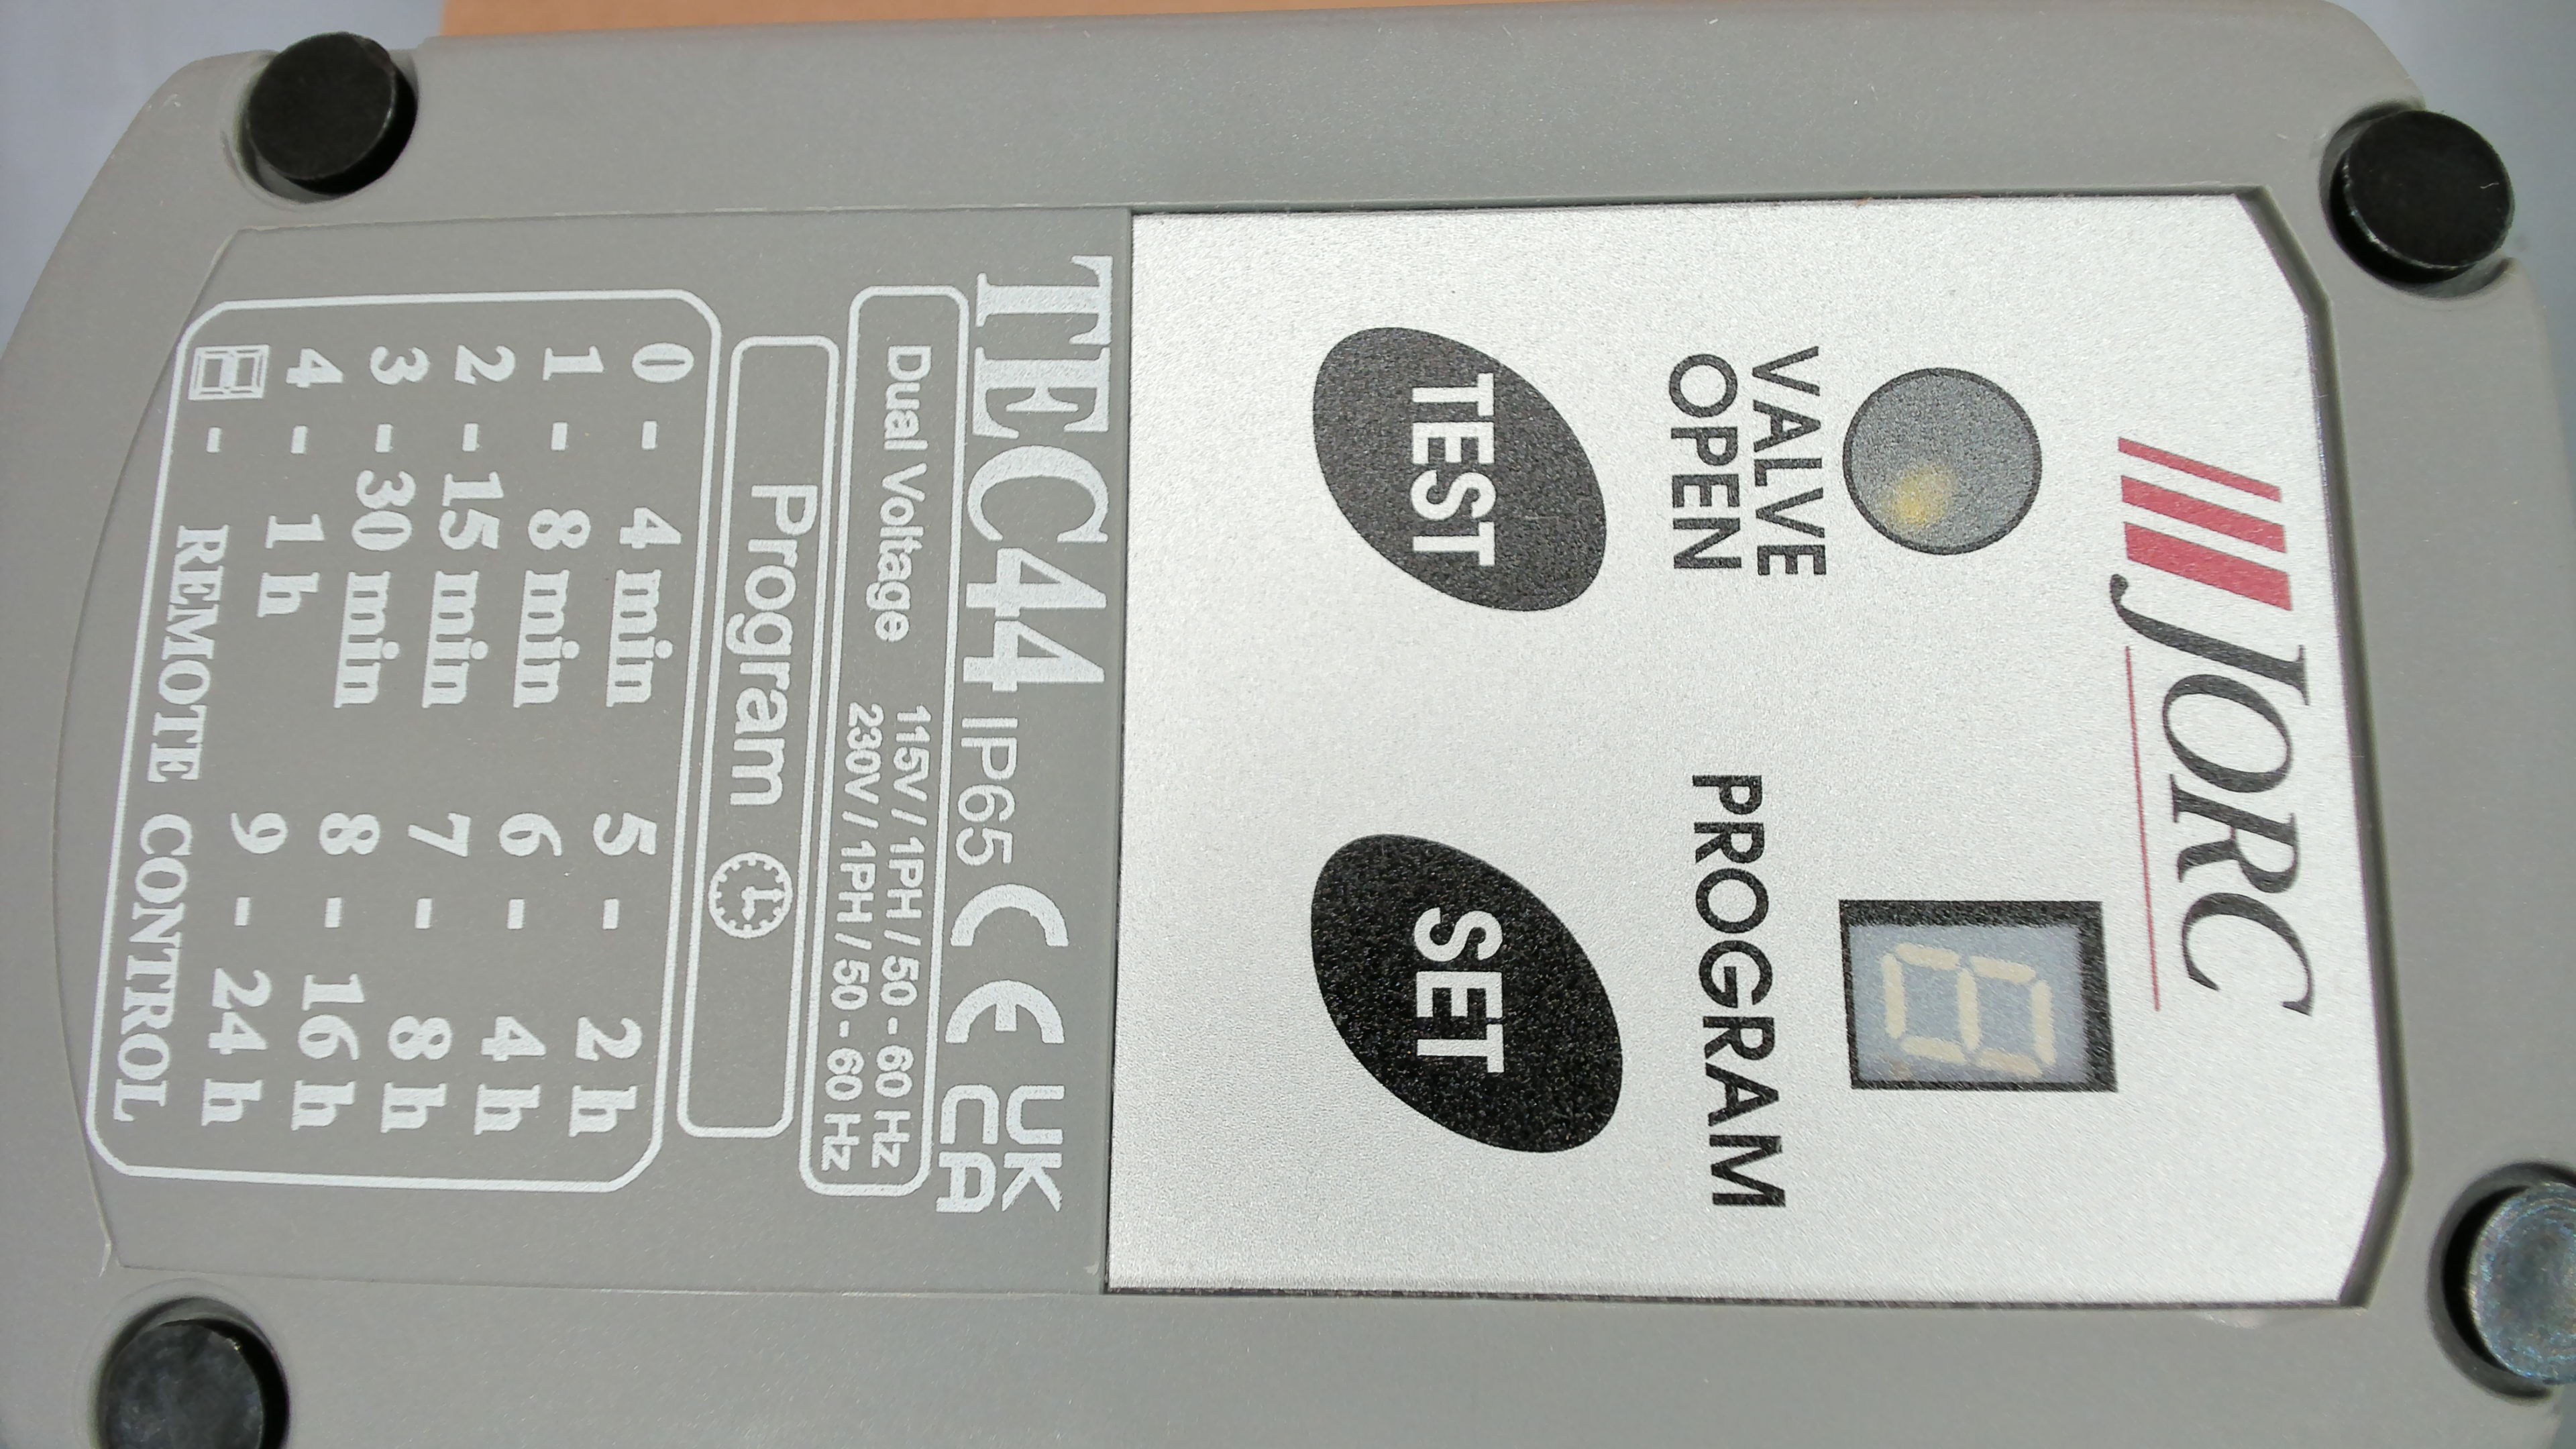 JORC
VALVE
OPEN
PROGRAM
TEST
SET
TEC44 IP65 CE UK
CA
Dual Voltage 115V / 1PH / 50 - 60 Hz
230V / 1PH / 50 - 60 Hz
Program
0 - 4 min 5 - 2 h
1 - 8 min 6 - 4 h
2 - 15 min 7 - 8 h
3 - 30 min 8 - 16 h
4 - 1 h 9 - 24 h
- REMOTE CONTROL